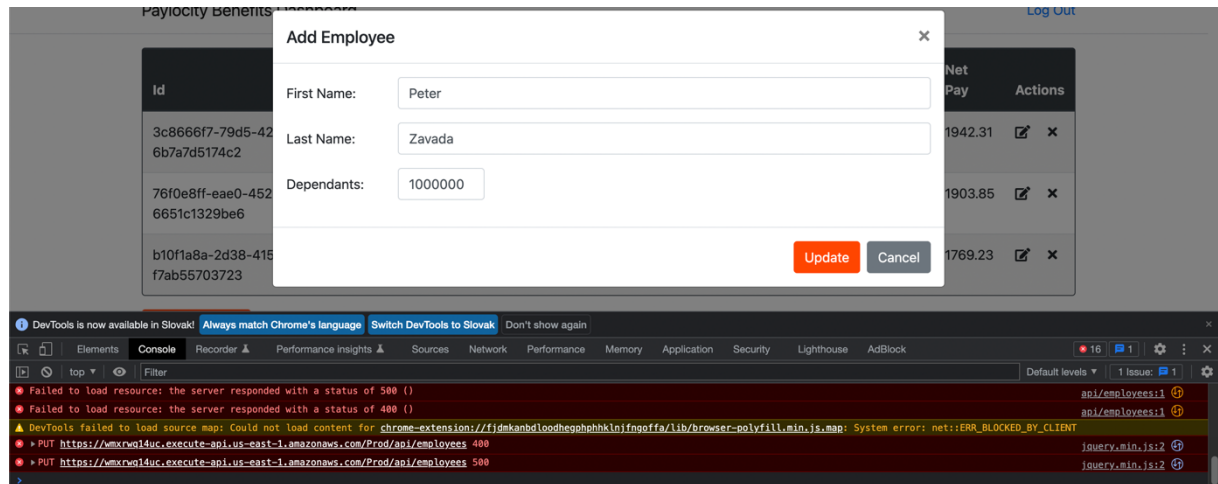 Paylocity Benefits Dashboard Log Out
Add Employee ×
Id Net Pay Actions
First Name: Peter
3c8666f7-79d5-42 1942.31
6b7a7d5174c2
Last Name: Zavada
Dependants: 1000000
76f0e8ff-eae0-452 1903.85
6651c1329be6
b10f1a8a-2d38-415 1769.23
f7ab55703723
Update Cancel
DevTools is now available in Slovak! Always match Chrome's language Switch DevTools to Slovak Don't show again ×
Elements Console Recorder Performance insights Sources Network Performance Memory Application Security Lighthouse AdBlock 16 1
top ▼ Filter Default levels ▼ 1 Issue: 1
Failed to load resource: the server responded with a status of 500 () api/employees:1
Failed to load resource: the server responded with a status of 400 () api/employees:1
DevTools failed to load source map: Could not load content for chrome-extension://fjdmkanbdloodhegphphhklnjfngoffa/lib/browser-polyfill.min.js.map: System error: net::ERR_BLOCKED_BY_CLIENT
▶PUT https://wmxrwq14uc.execute-api.us-east-1.amazonaws.com/Prod/api/employees 400 jquery.min.js:2
▶PUT https://wmxrwq14uc.execute-api.us-east-1.amazonaws.com/Prod/api/employees 500 jquery.min.js:2
>